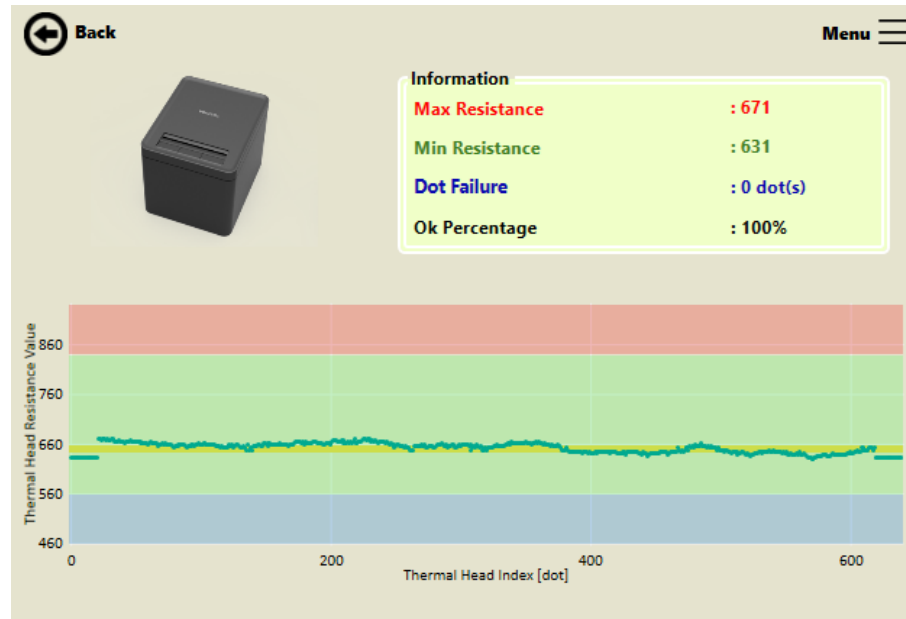 Back
Menu
Information
Max Resistance : 671
Min Resistance : 631
Dot Failure : 0 dot(s)
Ok Percentage : 100%
Thermal Head Resistance Value
860
760
660
560
460
0 200 400 600
Thermal Head Index [dot]